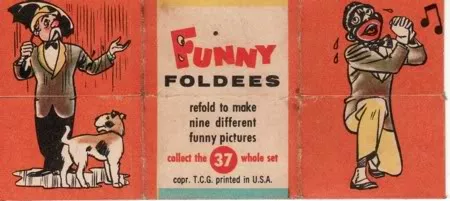 FUNNY
FOLDEES
refold to make
nine different
funny pictures
collect the 37 whole set
copr. T.C.G. printed in U.S.A.